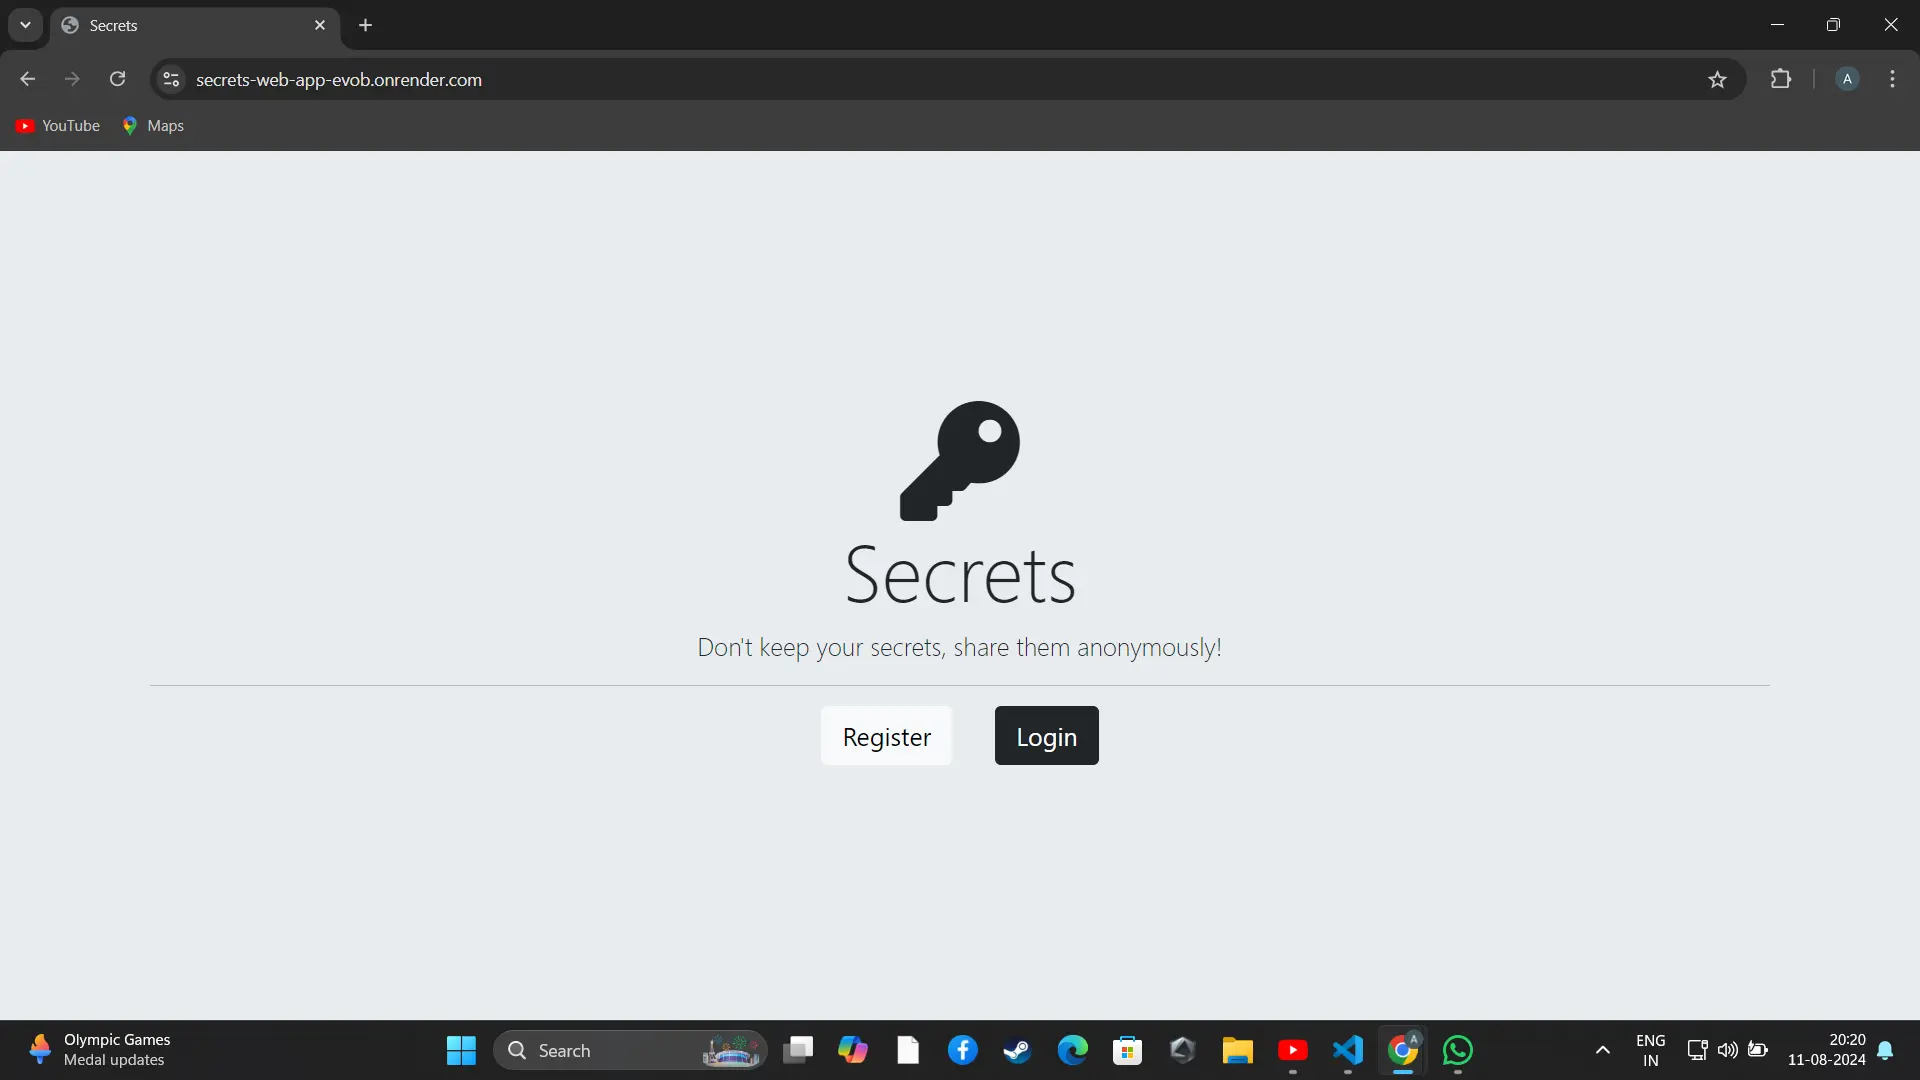 Secrets
secrets-web-app-evob.onrender.com
A
YouTube
Maps
Secrets
Don't keep your secrets, share them anonymously!
Register
Login
Olympic Games
Medal updates
Search
A
ENG
IN
20:20
11-08-2024